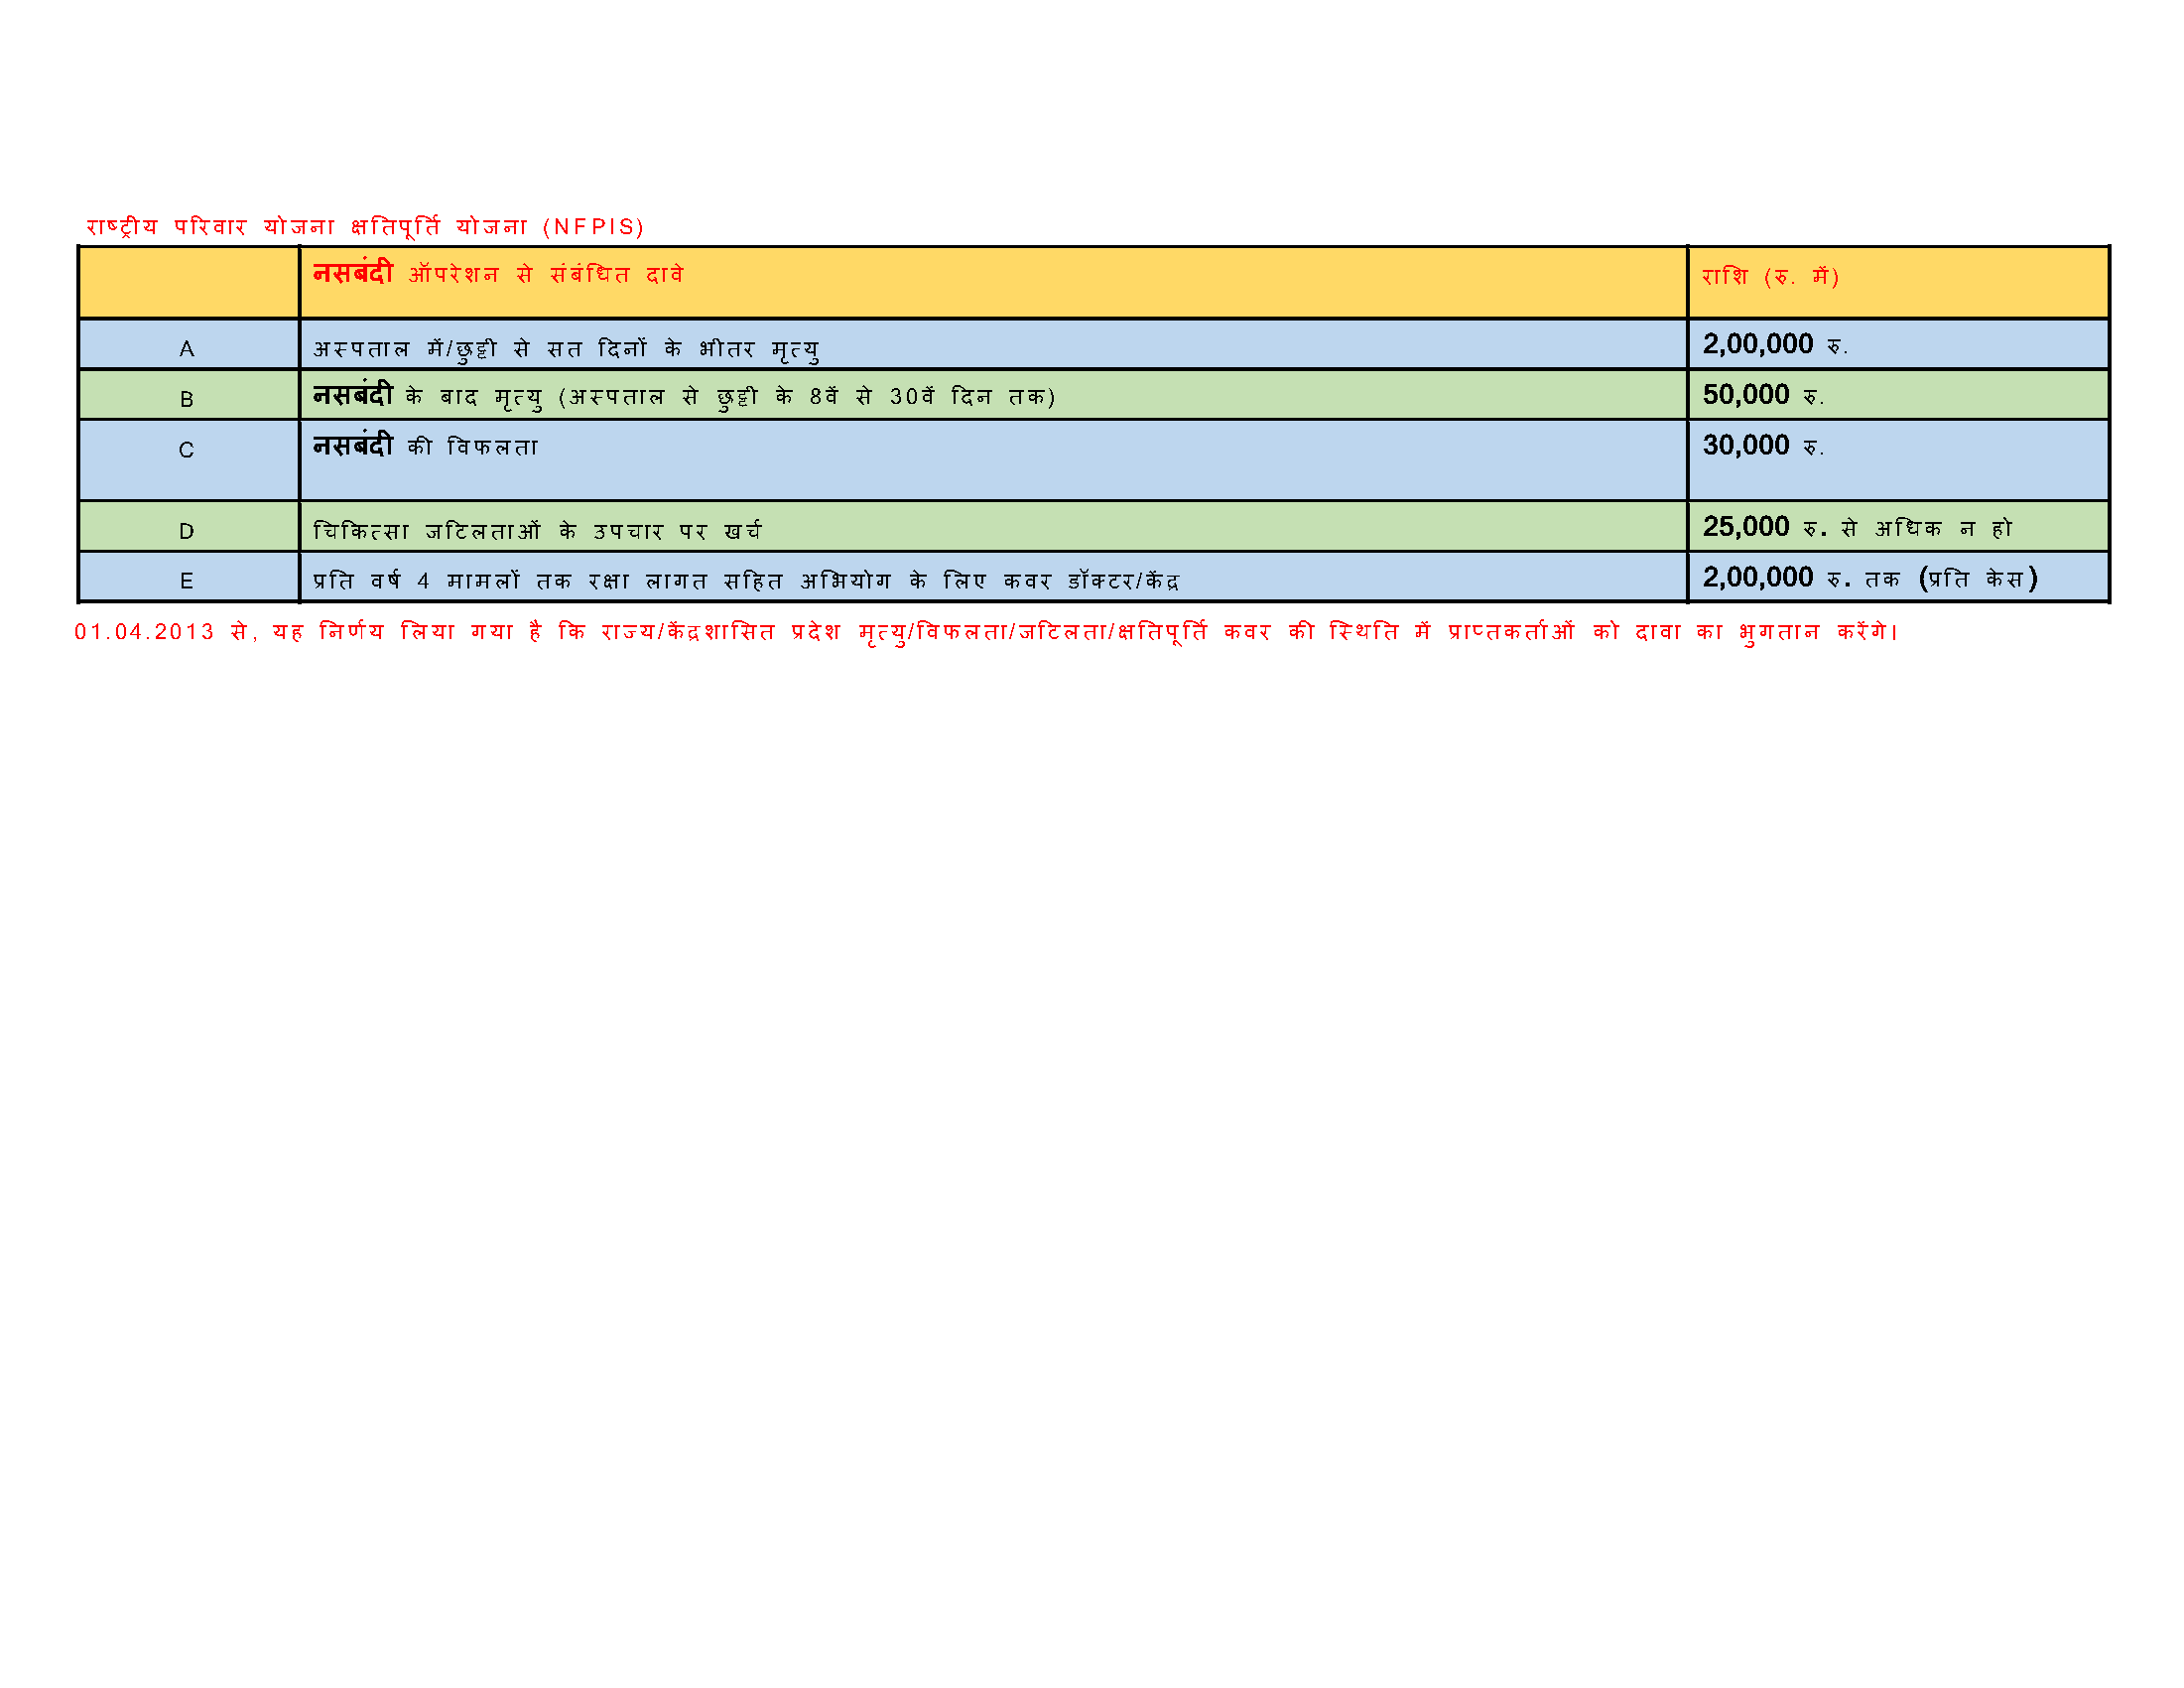 राष्ट्रीय परिवार योजना क्षतिपूर्ति योजना (NFPIS)
नसबंदी ऑपरेशन से संबंधित दावे राशि (रु. में)
A अस्पताल में/छुट्टी से सत दिनों के भीतर मृत्यु 2,00,000 रु.
B नसबंदी के बाद मृत्यु (अस्पताल से छुट्टी के 8वें से 30वें दिन तक) 50,000 रु.
C नसबंदी की विफलता 30,000 रु.
D चिकित्सा जटिलताओं के उपचार पर खर्च 25,000 रु. से अधिक न हो
E प्रति वर्ष 4 मामलों तक रक्षा लागत सहित अभियोग के लिए कवर डॉक्टर/केंद्र 2,00,000 रु. तक (प्रति केस)
01.04.2013 से, यह निर्णय लिया गया है कि राज्य/केंद्रशासित प्रदेश मृत्यु/विफलता/जटिलता/क्षतिपूर्ति कवर की स्थिति में प्राप्तकर्ताओं को दावा का भुगतान करेंगे।